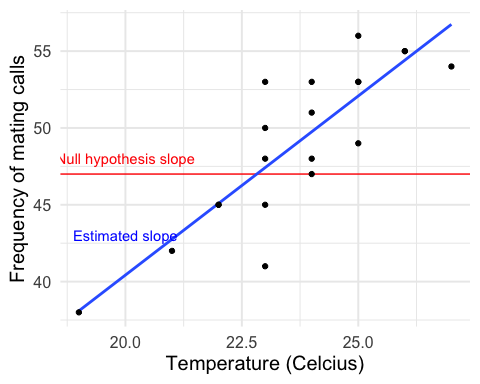 55
50
45
40
Frequency of mating calls
Null hypothesis slope
Estimated slope
20.0
22.5
25.0
Temperature (Celcius)